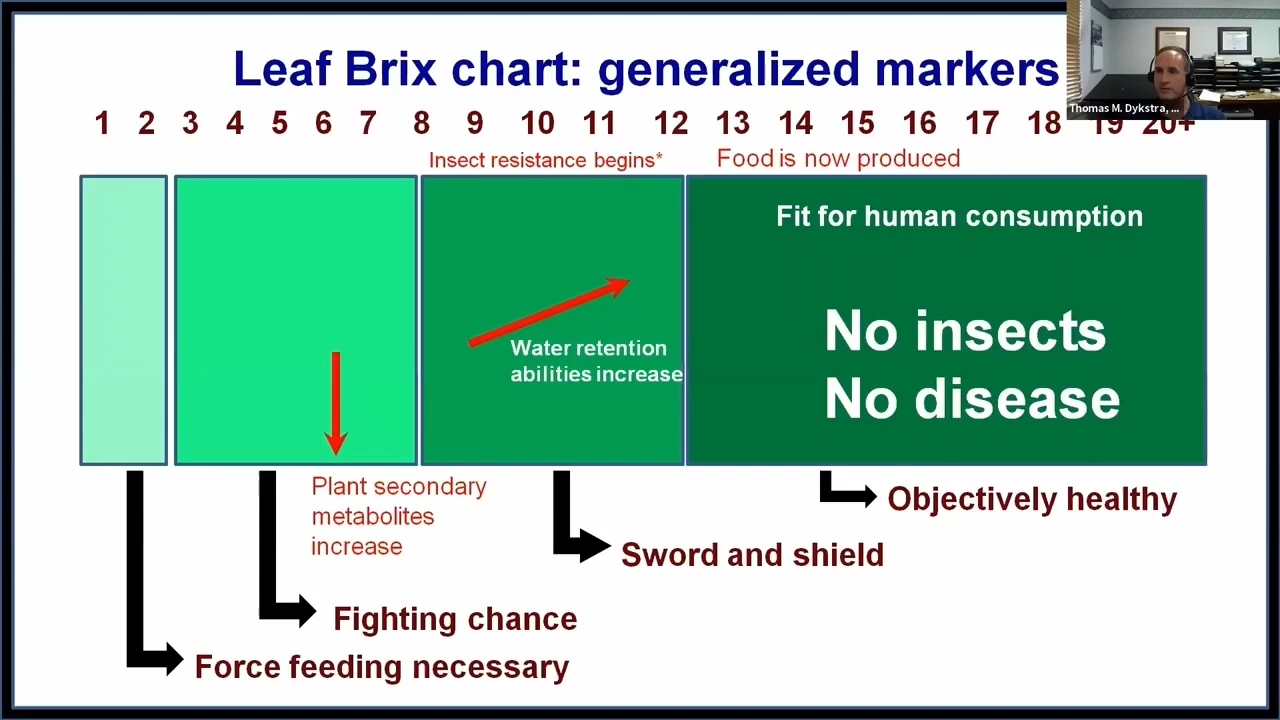 Leaf Brix chart: generalized markers
Thomas M. Dykstra, ...
1 2 3 4 5 6 7 8 9 10 11 12 13 14 15 16 17 18 19 20+
Insect resistance begins* Food is now produced
Fit for human consumption
No insects
No disease
Water retention
abilities increase
Plant secondary
metabolites
increase
Objectively healthy
Sword and shield
Fighting chance
Force feeding necessary